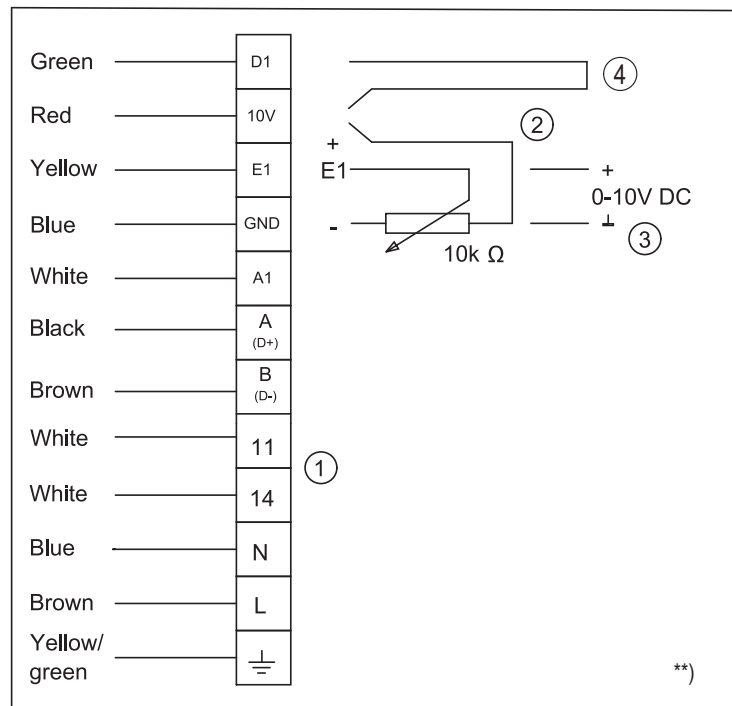 Green D1 ④
Red 10V ②
+
Yellow E1 E1 +
0-10V DC
Blue GND - ⊥ ③
10k Ω
White A1
Black A
(D+)
Brown B
(D-)
White 11
①
White 14
Blue N
Brown L
Yellow/
green ⏚
**)